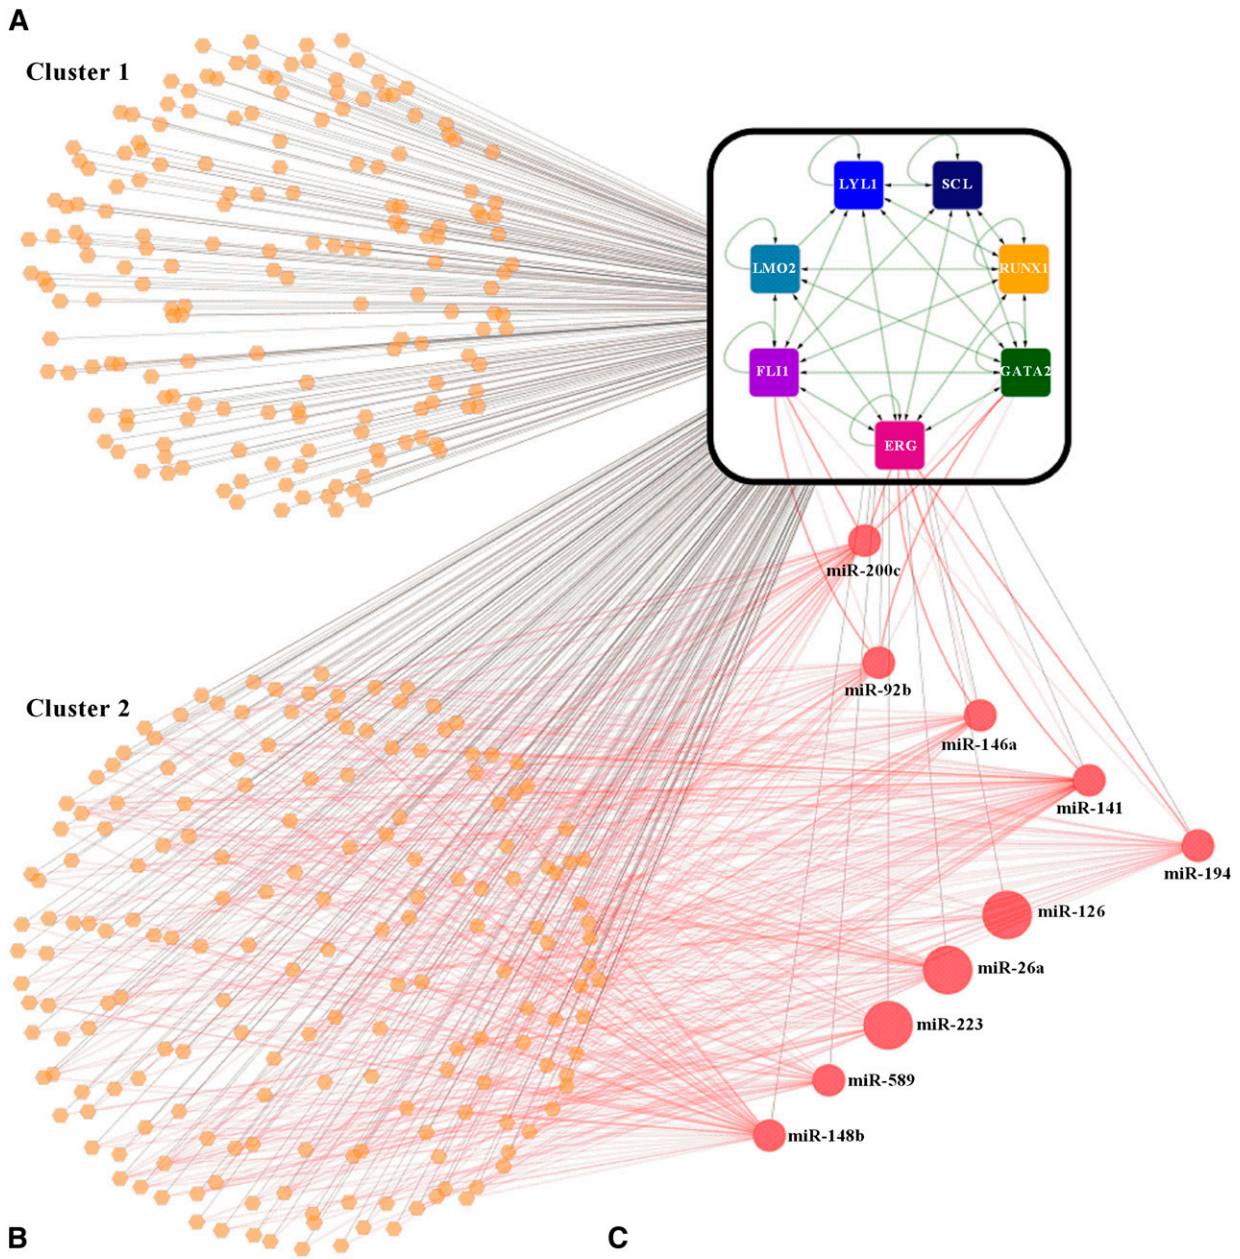 A
Cluster 1
LYL1
SCL
LMO2
RUNX1
FLI1
GATA2
ERG
miR-200c
miR-92b
Cluster 2
miR-146a
miR-141
miR-194
miR-126
miR-26a
miR-223
miR-589
miR-148b
B
C